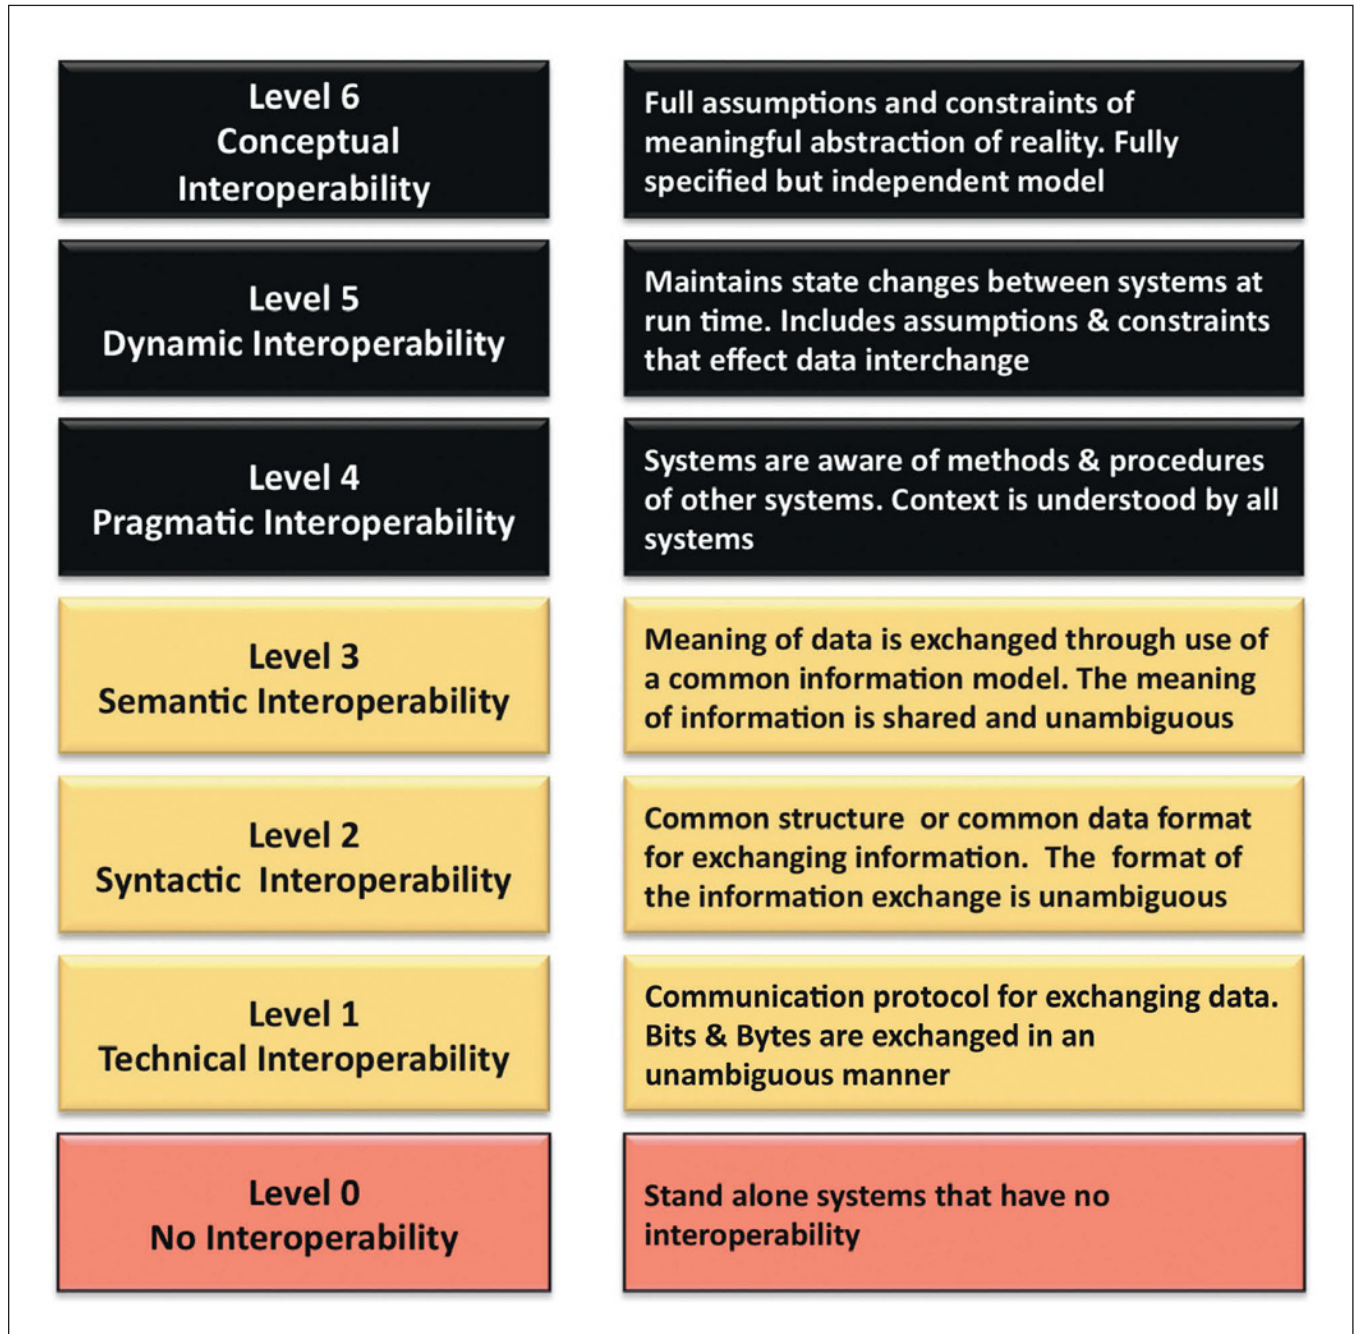 Level 6
Conceptual
Interoperability
Full assumptions and constraints of
meaningful abstraction of reality. Fully
specified but independent model
Level 5
Dynamic Interoperability
Maintains state changes between systems at
run time. Includes assumptions & constraints
that effect data interchange
Level 4
Pragmatic Interoperability
Systems are aware of methods & procedures
of other systems. Context is understood by all
systems
Level 3
Semantic Interoperability
Meaning of data is exchanged through use of
a common information model. The meaning
of information is shared and unambiguous
Level 2
Syntactic  Interoperability
Common structure  or common data format
for exchanging information.  The  format of
the information exchange is unambiguous
Level 1
Technical Interoperability
Communication protocol for exchanging data.
Bits & Bytes are exchanged in an
unambiguous manner
Level 0
No Interoperability
Stand alone systems that have no
interoperability